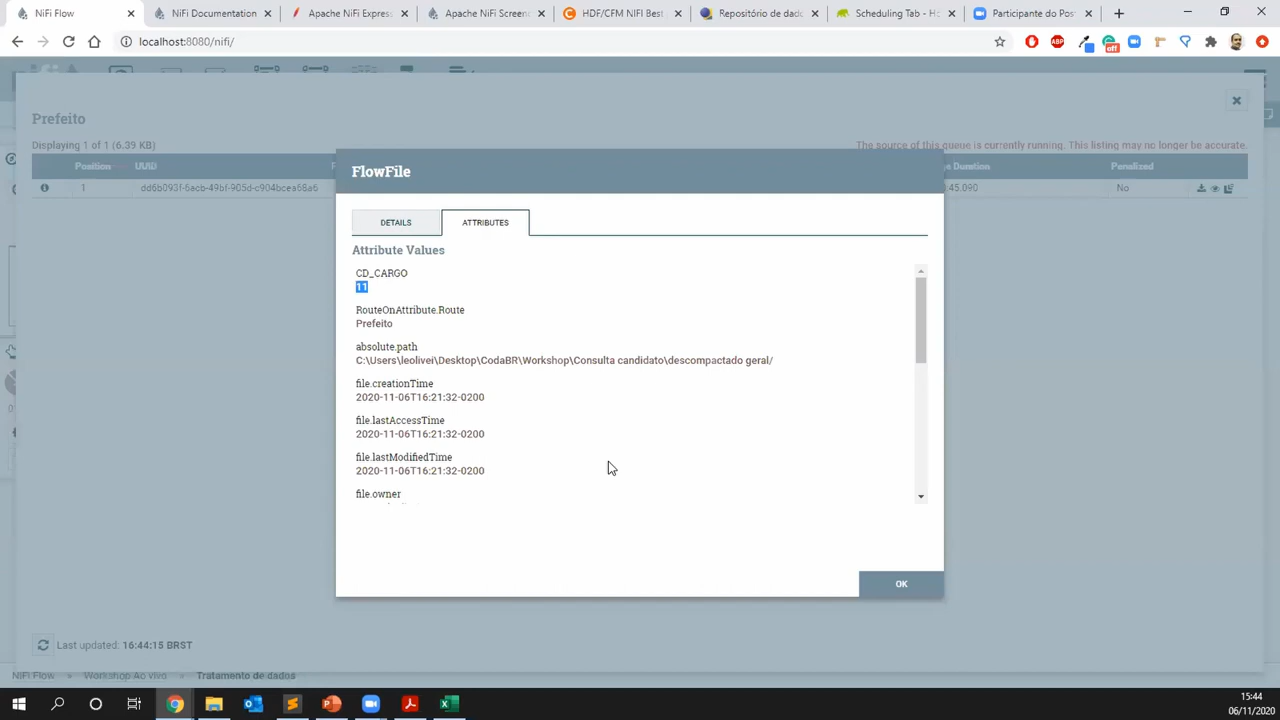 NiFi Flow
NiFi Documentation
Apache NiFi Expres
Apache NiFi Screen
HDF/CFM NIFI Best
Repositório de dado
Scheduling Tab - H
Participante do Pos
localhost:8080/nifi/
ABP
off
Prefeito
Displaying 1 of 1 (6.39 KB)
The source of this queue is currently running. This listing may no longer be accurate.
Position
UUID
Duration
Penalized
1
dd6b093f-5acb-49bf-905d-c904bcea68a6
45.090
No
FlowFile
DETAILS
ATTRIBUTES
Attribute Values
CD_CARGO
11
RouteOnAttribute.Route
Prefeito
absolute.path
C:\Users\leolivei\Desktop\CodaBR\Workshop\Consulta candidato\descompactado geral/
file.creationTime
2020-11-06T16:21:32-0200
file.lastAccessTime
2020-11-06T16:21:32-0200
file.lastModifiedTime
2020-11-06T16:21:32-0200
file.owner
OK
Last updated: 16:44:15 BRST
NiFi Flow » Workshop Ao vivo » Tratamento de dados
15:44
06/11/2020